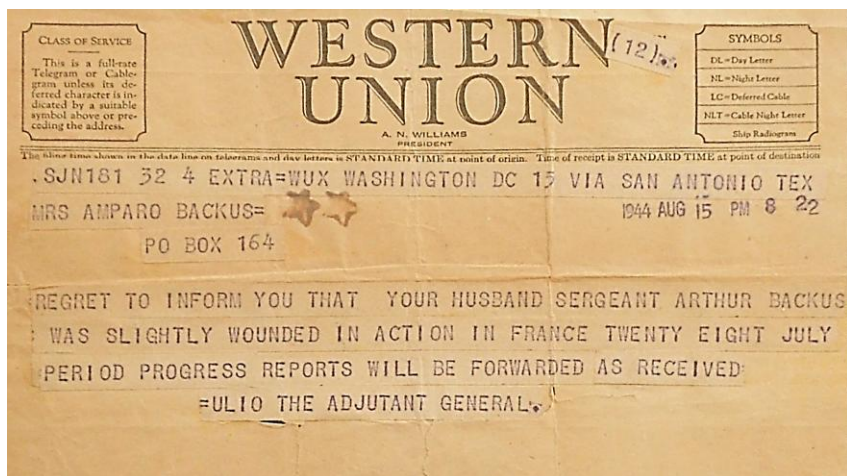 CLASS OF SERVICE
This is a full-rate
Telegram or Cable-
gram unless its de-
ferred character is in-
dicated by a suitable
symbol above or pre-
ceding the address.
WESTERN
UNION
A. N. WILLIAMS
PRESIDENT
(12)
SYMBOLS
DL=Day Letter
NL=Night Letter
LC=Deferred Cable
NLT=Cable Night Letter
Ship Radiogram
The filing time shown in the date line on telegrams and day letters is STANDARD TIME at point of origin. Time of receipt is STANDARD TIME at point of destination
.SJN181 32 4 EXTRA=WUX WASHINGTON DC 15 VIA SAN ANTONIO TEX
MRS AMPARO BACKUS=
1944 AUG 15 PM 8 22
PO BOX 164
REGRET TO INFORM YOU THAT YOUR HUSBAND SERGEANT ARTHUR BACKUS
WAS SLIGHTLY WOUNDED IN ACTION IN FRANCE TWENTY EIGHT JULY
PERIOD PROGRESS REPORTS WILL BE FORWARDED AS RECEIVED
=ULIO THE ADJUTANT GENERAL.